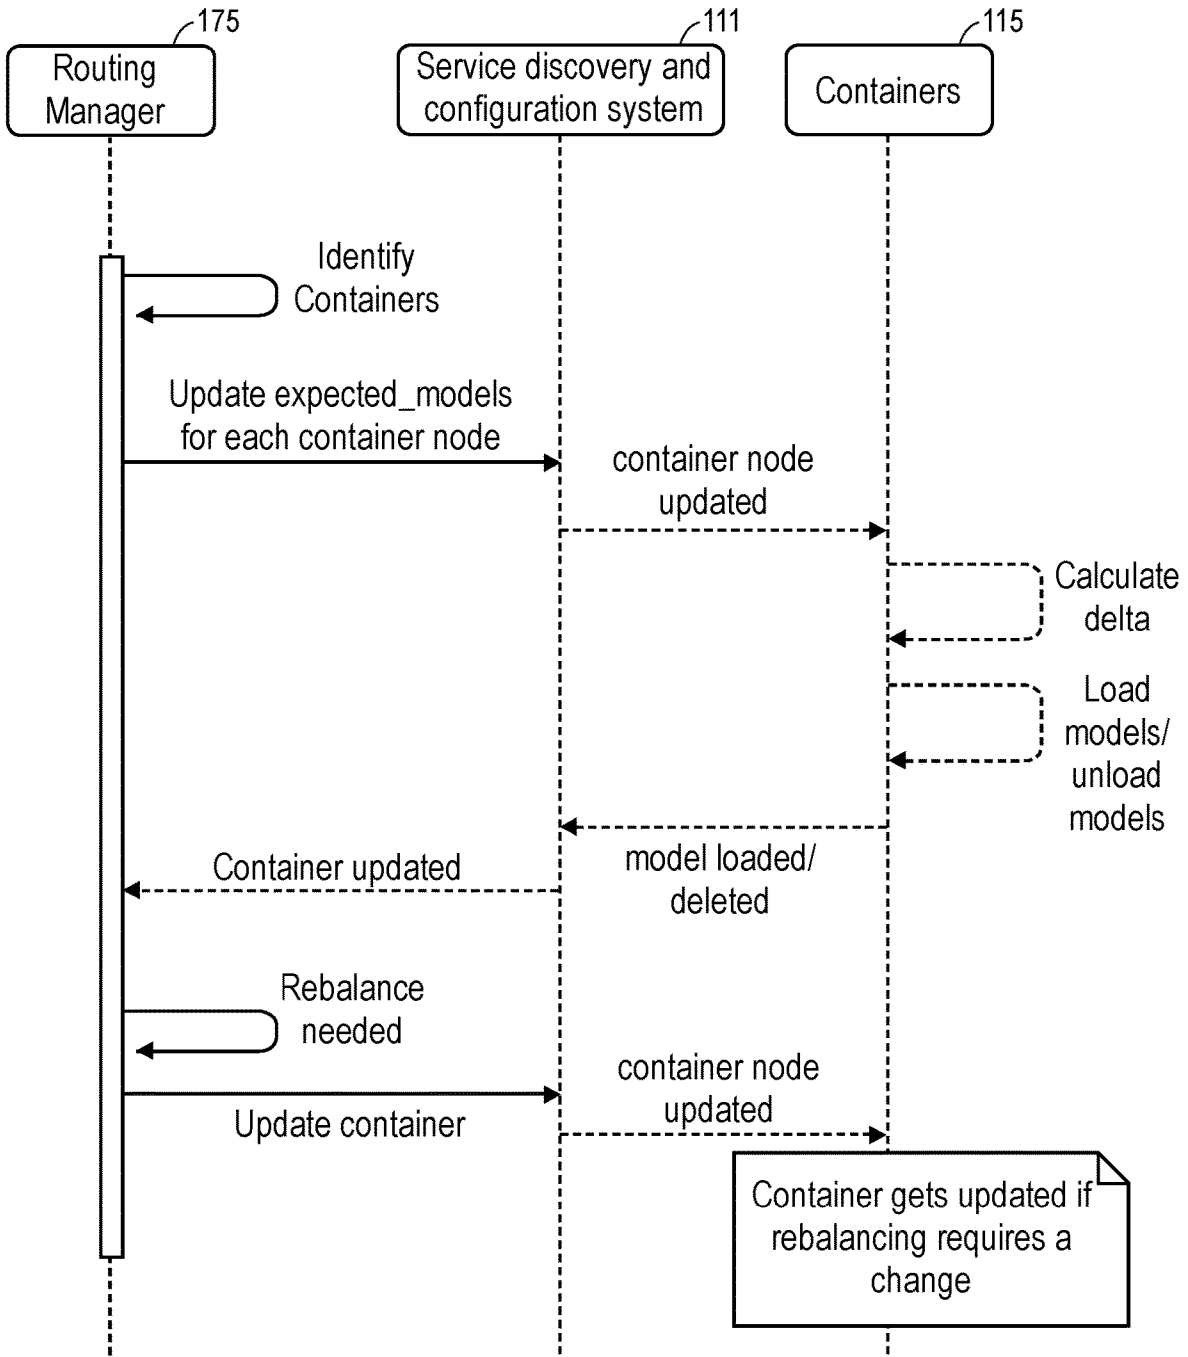 175
111
115
Routing
Manager
Service discovery and
configuration system
Containers
Identify
Containers
Update expected_models
for each container node
container node
updated
Calculate
delta
Load
models/
unload
models
model loaded/
deleted
Container updated
Rebalance
needed
container node
updated
Update container
Container gets updated if
rebalancing requires a
change